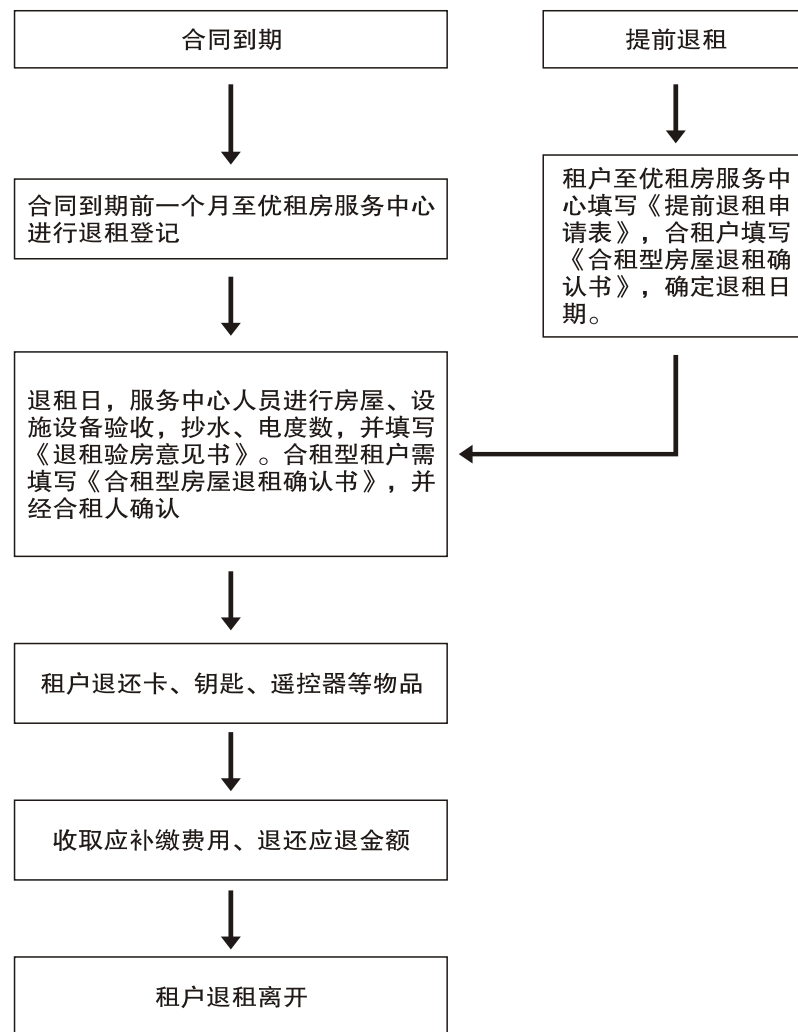 合同到期
提前退租
合同到期前一个月至优租房服务中心
进行退租登记
租户至优租房服务中
心填写《提前退租申
请表》，合租户填写
《合租型房屋退租确
认书》，确定退租日
期。
退租日，服务中心人员进行房屋、设
施设备验收，抄水、电度数，并填写
《退租验房意见书》。合租型租户需
填写《合租型房屋退租确认书》，并
经合租人确认
租户退还卡、钥匙、遥控器等物品
收取应补缴费用、退还应退金额
租户退租离开